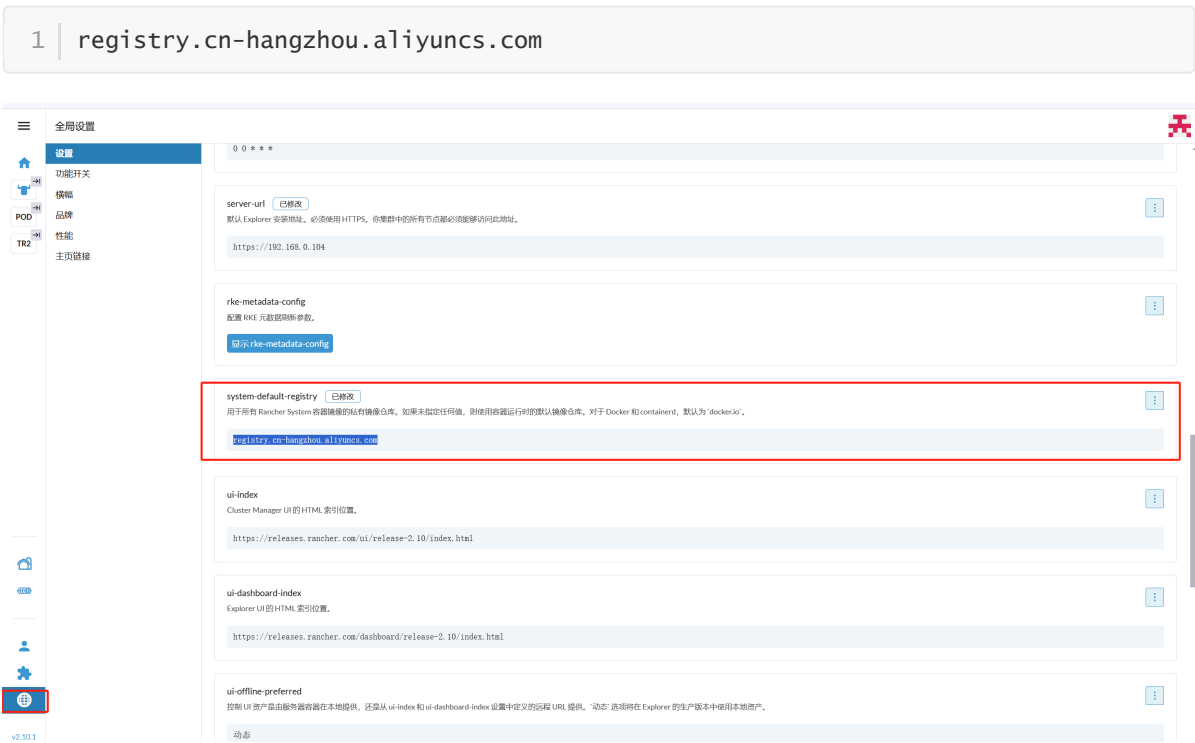 1 registry.cn-hangzhou.aliyuncs.com
全局设置
设置
功能开关
横幅
品牌
性能
主页链接
POD
TR2
v2.10.1
0 0 * * *
server-url 已修改
默认 Explorer 安装地址。必须使用 HTTPS。你集群中的所有节点都必须能够访问此地址。
https://192.168.0.104
rke-metadata-config
配置 RKE 元数据刷新参数。
显示 rke-metadata-config
system-default-registry 已修改
用于所有 Rancher System 容器镜像的私有镜像仓库。如果未指定任何值，则使用容器运行时的默认镜像仓库。对于 Docker 和 containerd，默认为 `docker.io`。
registry.cn-hangzhou.aliyuncs.com
ui-index
Cluster Manager UI 的 HTML 索引位置。
https://releases.rancher.com/ui/release-2.10/index.html
ui-dashboard-index
Explorer UI 的 HTML 索引位置。
https://releases.rancher.com/dashboard/release-2.10/index.html
ui-offline-preferred
控制 UI 资产是由服务器容器在本地提供，还是从 ui-index 和 ui-dashboard-index 设置中定义的远程 URL 提供。`动态` 选项将在 Explorer 的生产版本中使用本地资产。
动态